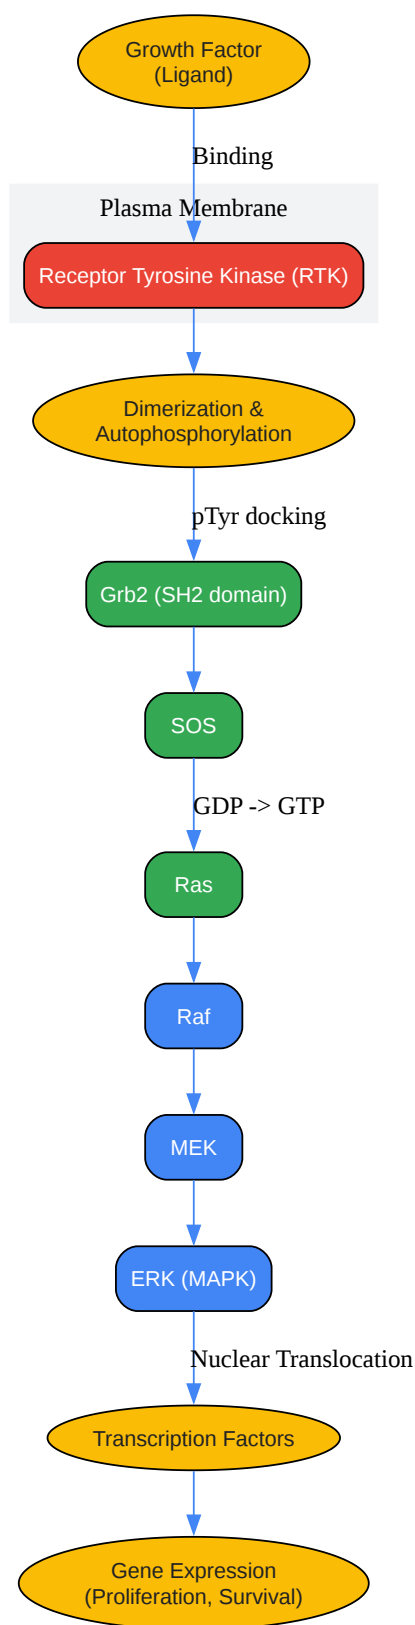 Growth Factor
(Ligand)
Binding
Plasma Membrane
Receptor Tyrosine Kinase (RTK)
Dimerization &
Autophosphorylation
pTyr docking
Grb2 (SH2 domain)
SOS
GDP -> GTP
Ras
Raf
MEK
ERK (MAPK)
Nuclear Translocation
Transcription Factors
Gene Expression
(Proliferation, Survival)